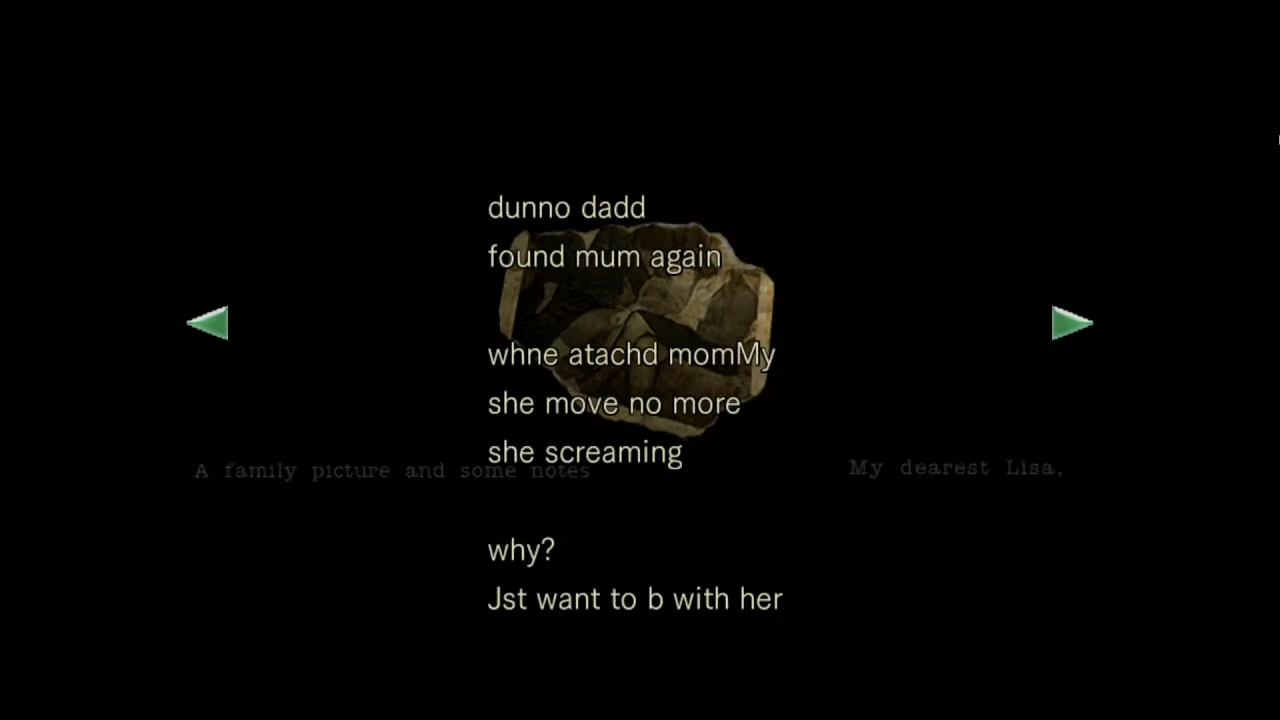 dunno dadd
found mum again
whne atachd momMy
she move no more
she screaming
A family picture and some notes
My dearest Lisa,
why?
Jst want to b with her